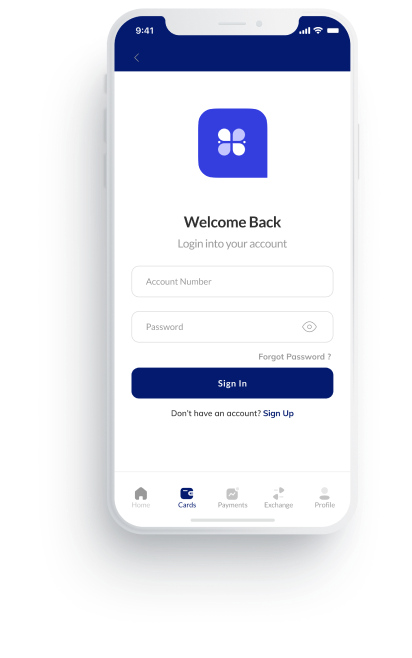 9:41
Welcome Back
Login into your account
Account Number
Password
Forgot Password ?
Sign In
Don't have an account? Sign Up
Home Cards Payments Exchange Profile